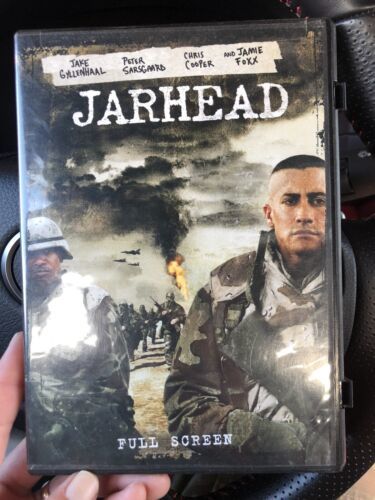 JAKE GYLLENHAAL PETER SARSGAARD CHRIS COOPER AND JAMIE FOXX
JARHEAD
FULL SCREEN